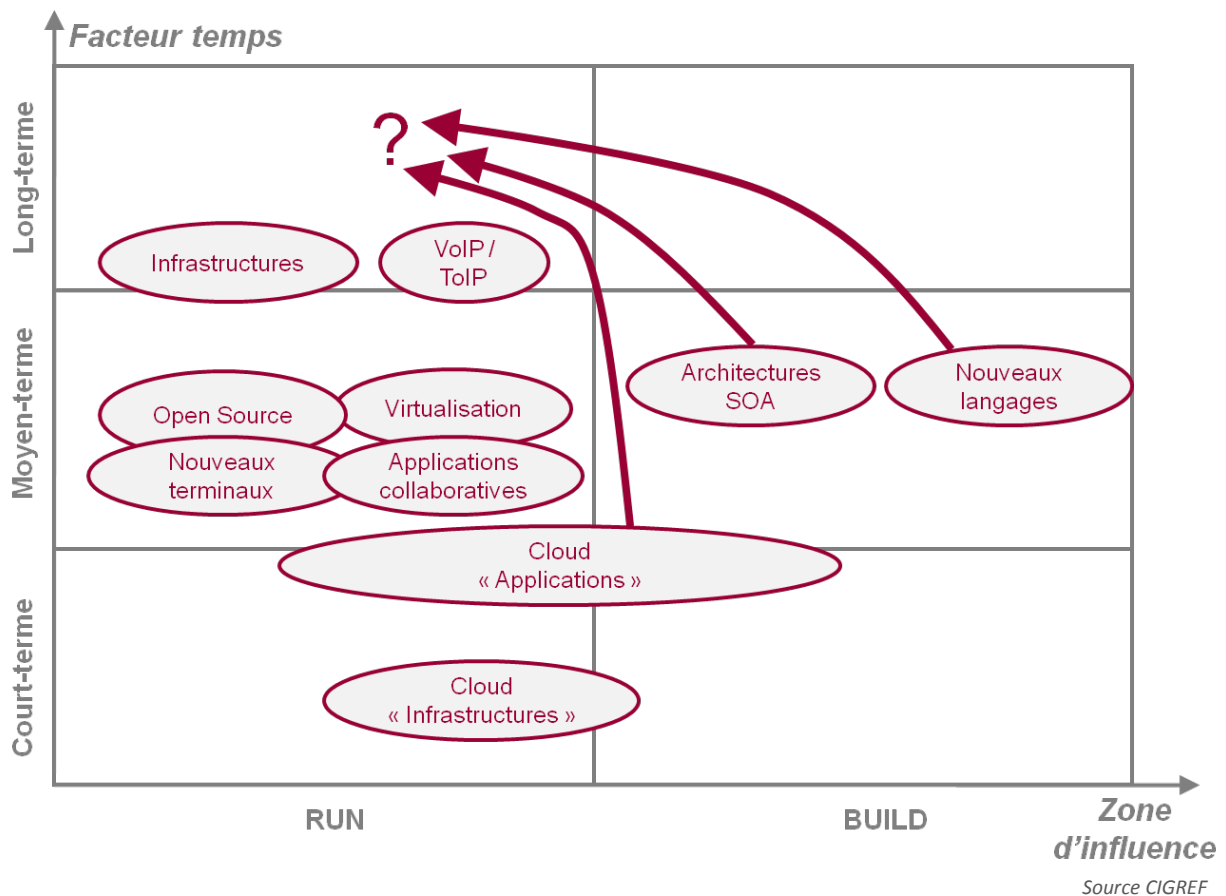 Facteur temps
Long-terme
?
Infrastructures
VoIP /
ToIP
Moyen-terme
Open Source
Virtualisation
Architectures
SOA
Nouveaux
langages
Nouveaux
terminaux
Applications
collaboratives
Cloud
« Applications »
Court-terme
Cloud
« Infrastructures »
RUN
BUILD
Zone
d’influence
Source CIGREF